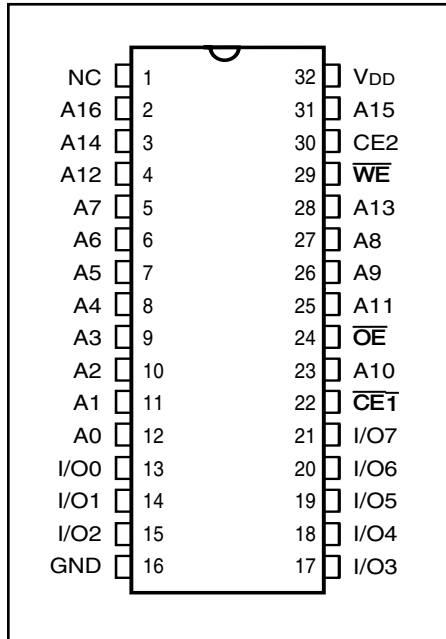 NC 1 32 VDD
A16 2 31 A15
A14 3 30 CE2
A12 4 29 W̅E̅
A7 5 28 A13
A6 6 27 A8
A5 7 26 A9
A4 8 25 A11
A3 9 24 O̅E̅
A2 10 23 A10
A1 11 22 C̅E̅1̅
A0 12 21 I/O7
I/O0 13 20 I/O6
I/O1 14 19 I/O5
I/O2 15 18 I/O4
GND 16 17 I/O3